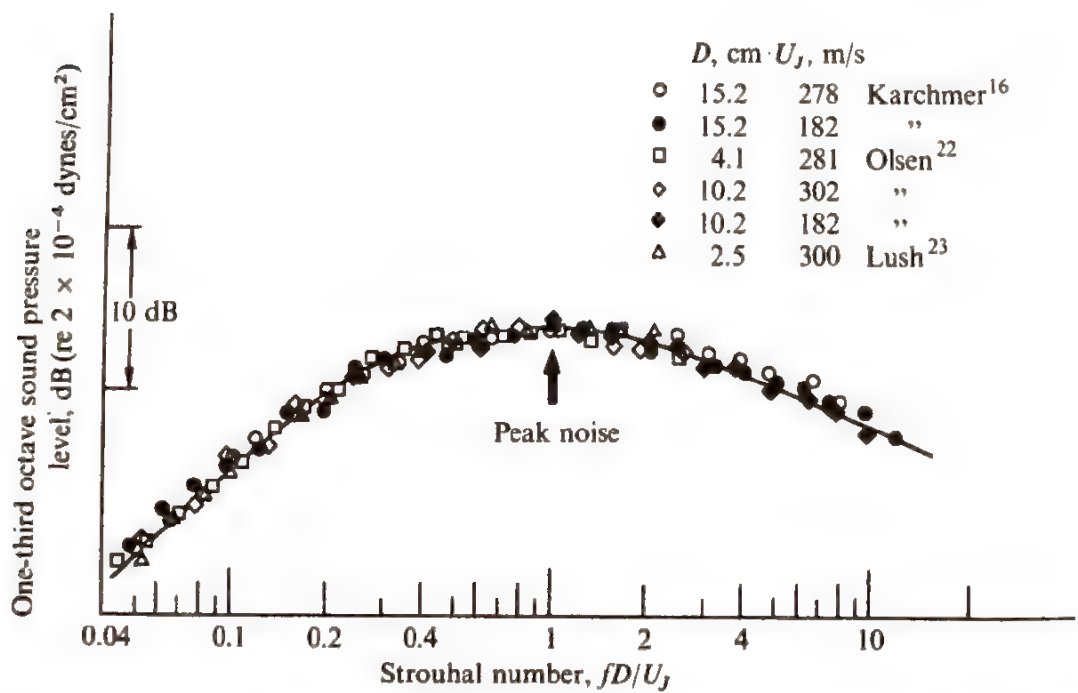 D, cm · U_J, m/s
○ 15.2 278 Karchmer¹⁶
● 15.2 182 ”
□ 4.1 281 Olsen²²
◇ 10.2 302 ”
◆ 10.2 182 ”
△ 2.5 300 Lush²³
One-third octave sound pressure
level, dB (re 2 × 10⁻⁴ dynes/cm²)
10 dB
Peak noise
0.04 0.1 0.2 0.4 1 2 4 10
Strouhal number, fD/U_J